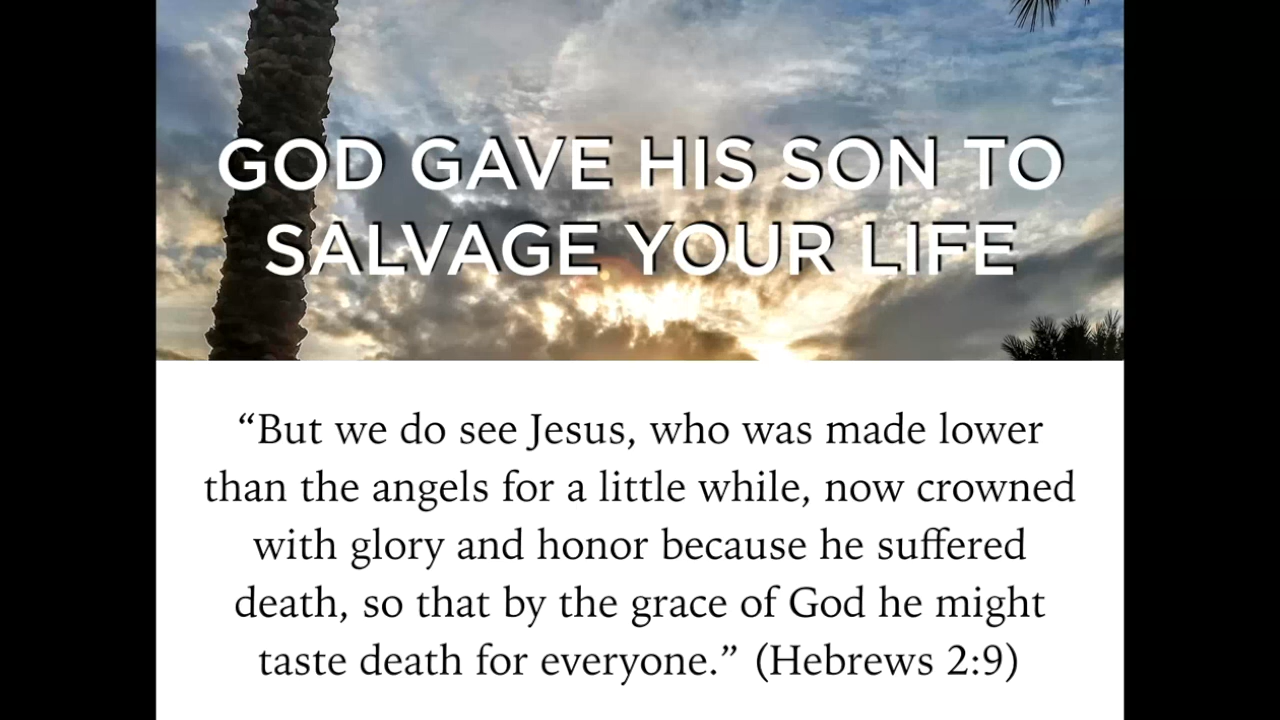 GOD GAVE HIS SON TO
SALVAGE YOUR LIFE
“But we do see Jesus, who was made lower
than the angels for a little while, now crowned
with glory and honor because he suffered
death, so that by the grace of God he might
taste death for everyone.” (Hebrews 2:9)